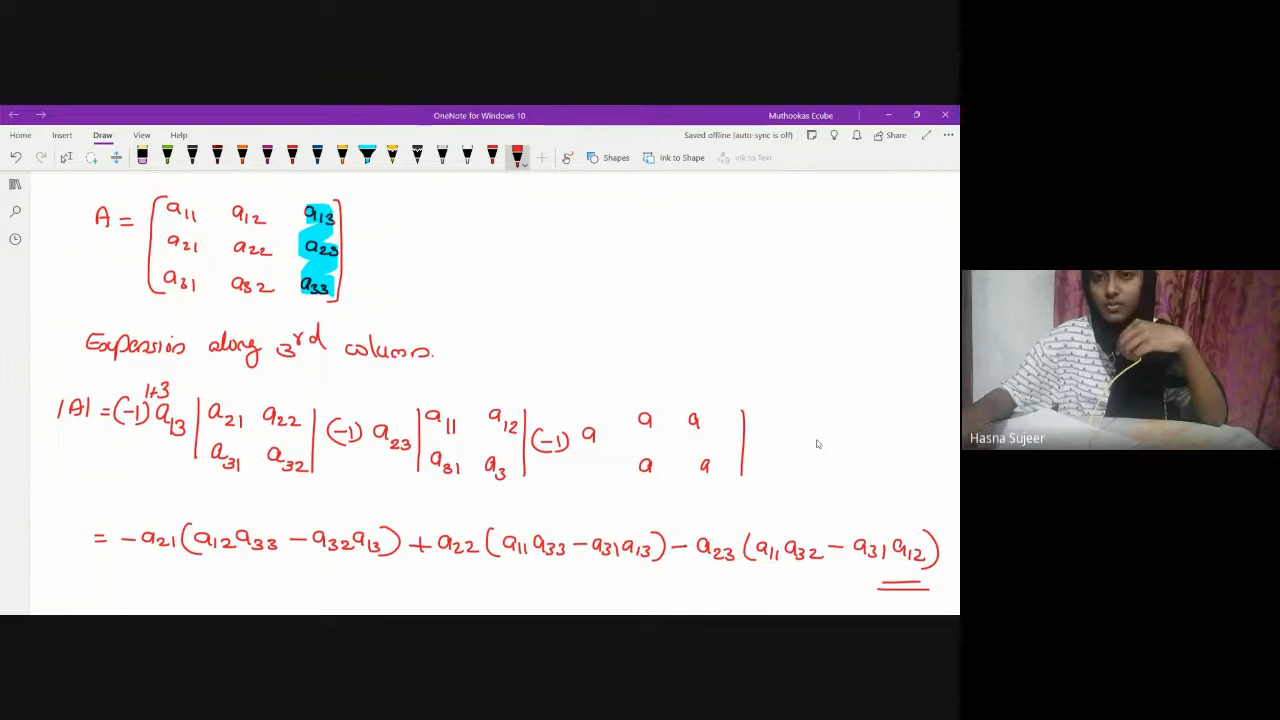 OneNote for Windows 10
Muthookas Ecube
Home Insert Draw View Help
Saved offline (auto-sync is off)
Share
Shapes
Ink to Shape
Ink to Text
A = [ a11 a12 a13
a21 a22 a23
a31 a32 a33 ]
Expansion along 3rd column.
|A| = (-1)^1+3 a13 | a21 a22 | (-1) a23 | a11 a12 | (-1) a a a |
a31 a32 a31 a3 a a
= -a21(a12a33 - a32a13) + a22(a11a33 - a31a13) - a23(a11a32 - a31a12)
Hasna Sujeer